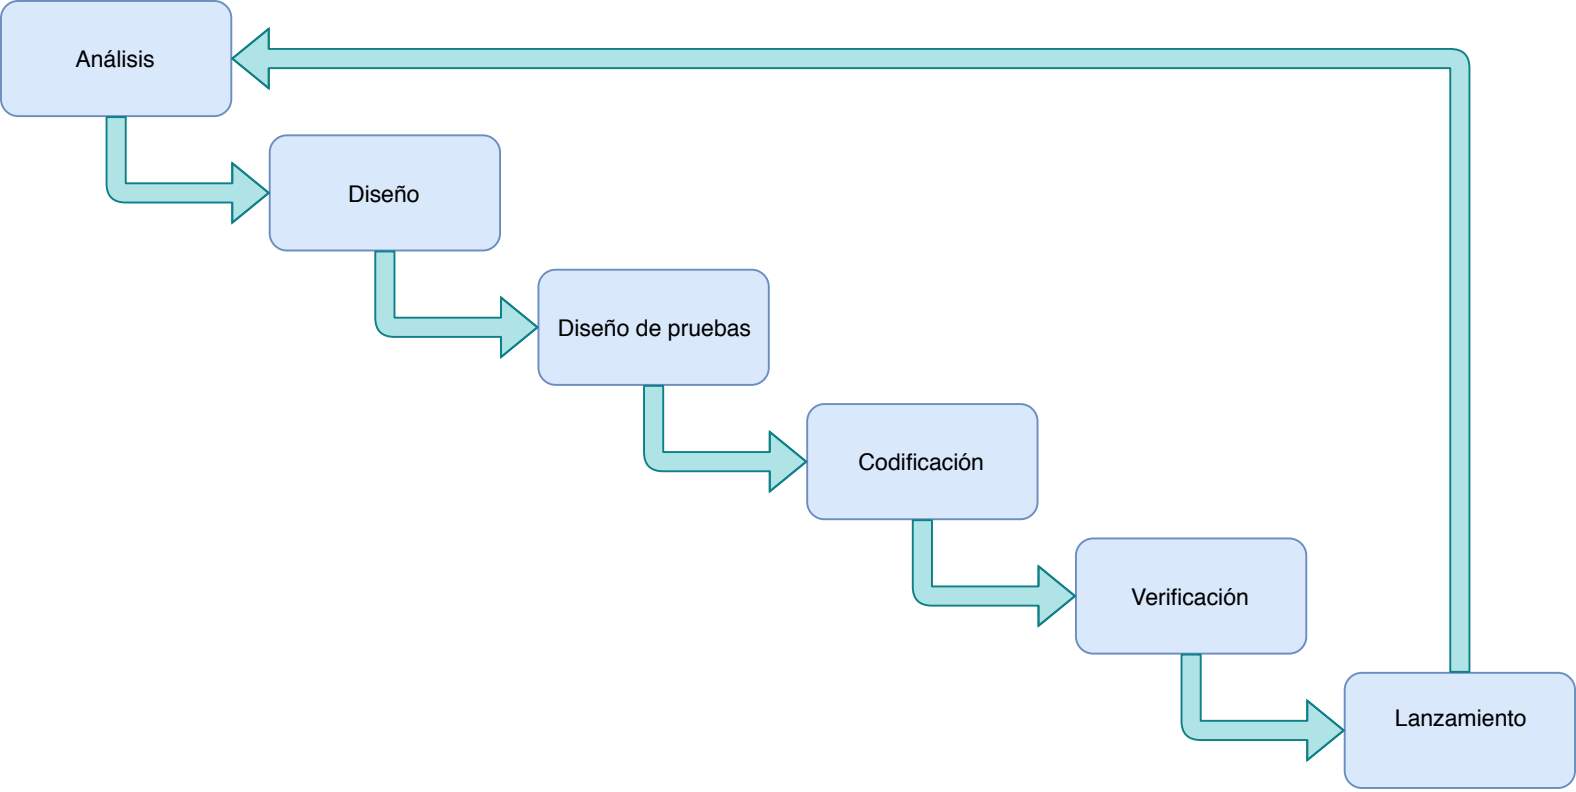 Análisis
Diseño
Diseño de pruebas
Codificación
Verificación
Lanzamiento